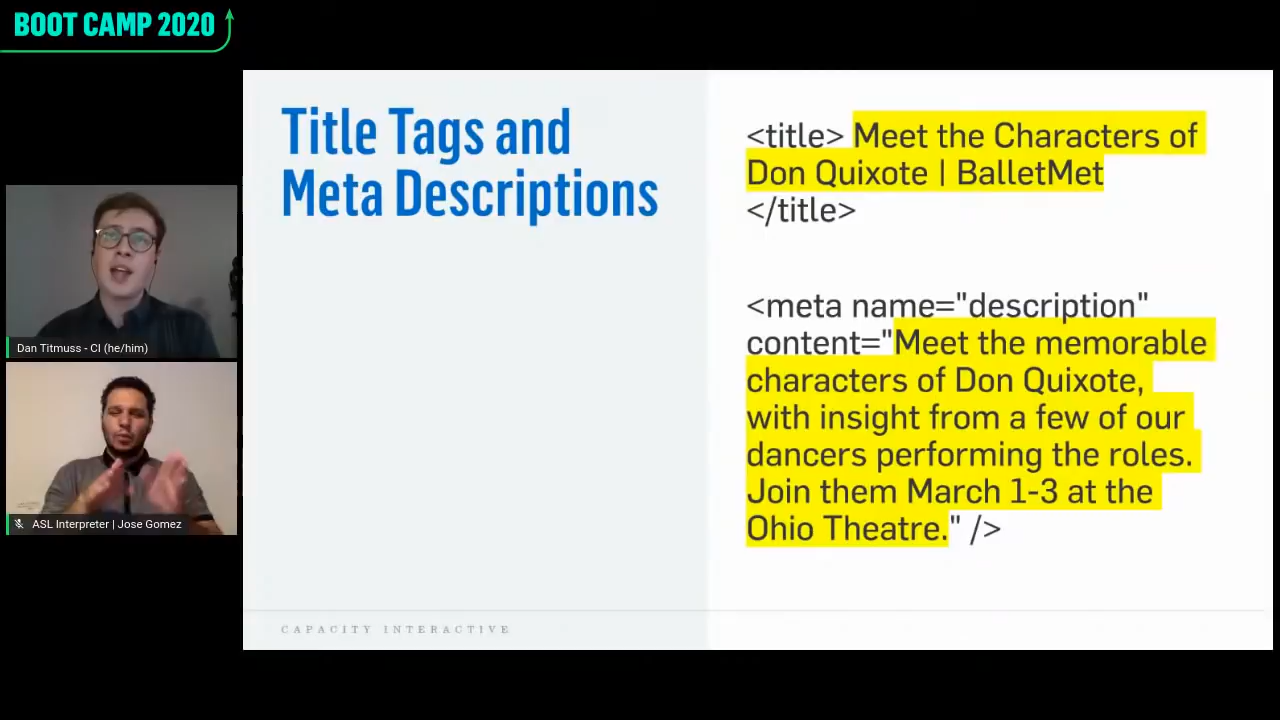 BOOT CAMP 2020
Title Tags and
Meta Descriptions
<title> Meet the Characters of
Don Quixote | BalletMet
</title>
<meta name="description"
content="Meet the memorable
characters of Don Quixote,
with insight from a few of our
dancers performing the roles.
Join them March 1-3 at the
Ohio Theatre." />
Dan Titmuss - CI (he/him)
ASL Interpreter | Jose Gomez
CAPACITY INTERACTIVE